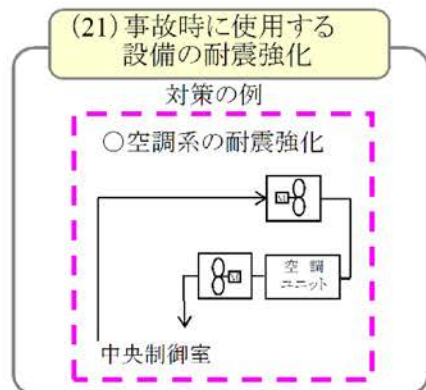 (21)事故時に使用する
設備の耐震強化
対策の例
○空調系の耐震強化
M
M
空調
ユニット
中央制御室